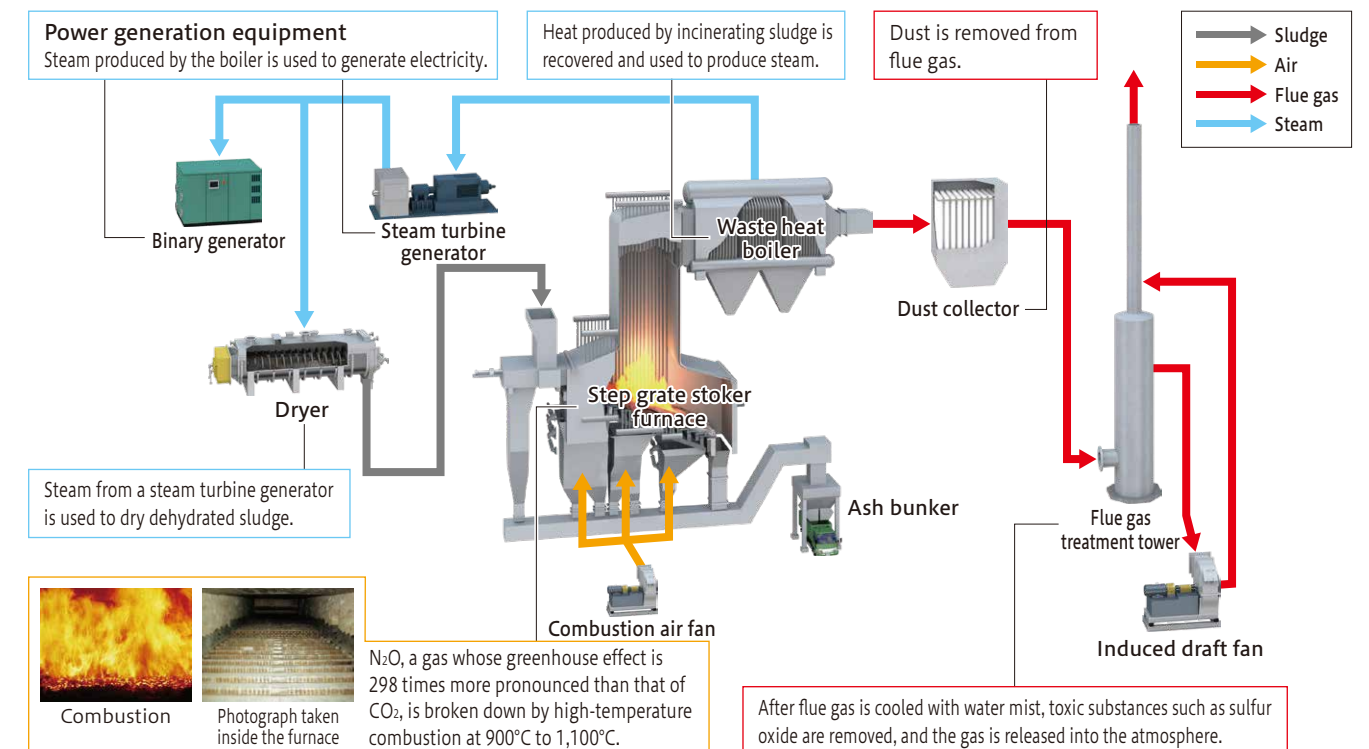 Power generation equipment
Steam produced by the boiler is used to generate electricity.
Heat produced by incinerating sludge is
recovered and used to produce steam.
Dust is removed from
flue gas.
Sludge
Air
Flue gas
Steam
Binary generator
Steam turbine
generator
Waste heat
boiler
Dust collector
Dryer
Step grate stoker
furnace
Steam from a steam turbine generator
is used to dry dehydrated sludge.
Ash bunker
Flue gas
treatment tower
Combustion air fan
Induced draft fan
Combustion
Photograph taken
inside the furnace
N₂O, a gas whose greenhouse effect is
298 times more pronounced than that of
CO₂, is broken down by high-temperature
combustion at 900°C to 1,100°C.
After flue gas is cooled with water mist, toxic substances such as sulfur
oxide are removed, and the gas is released into the atmosphere.